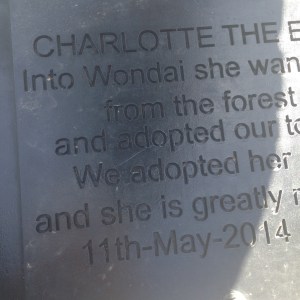 CHARLOTTE THE
Into Wondai she
from the forest
and adopted our
We adopted her
and she is greatly
11th-May-2014